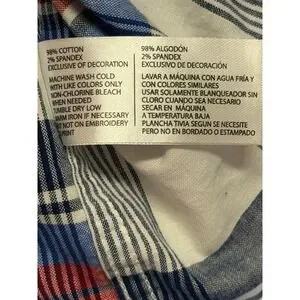 98% COTTON
2% SPANDEX
EXCLUSIVE OF DECORATION
MACHINE WASH COLD
WITH LIKE COLORS ONLY
NON-CHLORINE BLEACH
WHEN NEEDED
TUMBLE DRY LOW
WARM IRON IF NECESSARY
NOT ON EMBROIDERY
PRINT
98% ALGODÓN
2% SPANDEX
EXCLUSIVO DE DECORACIÓN
LAVAR A MÁQUINA CON AGUA FRÍA Y
CON COLORES SIMILARES
USAR SOLAMENTE BLANQUEADOR SIN
CLORO CUANDO SEA NECESARIO
SECAR EN MÁQUINA
A TEMPERATURA BAJA
PLANCHA TIVIA SEGUN SE NECESITE
PERO NO EN BORDADO O ESTAMPADO